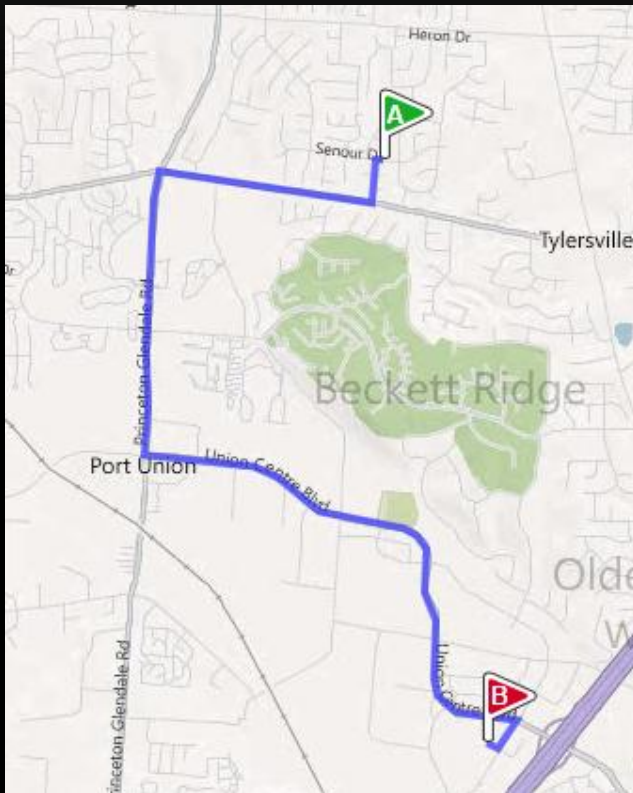 Heron Dr
A
Senour D
Tylersville
Dr
Princeton Glendale Rd
Beckett Ridge
Port Union
Union Centre Blvd
Olde
W
Princeton Glendale Rd
Union Centre Blvd
B